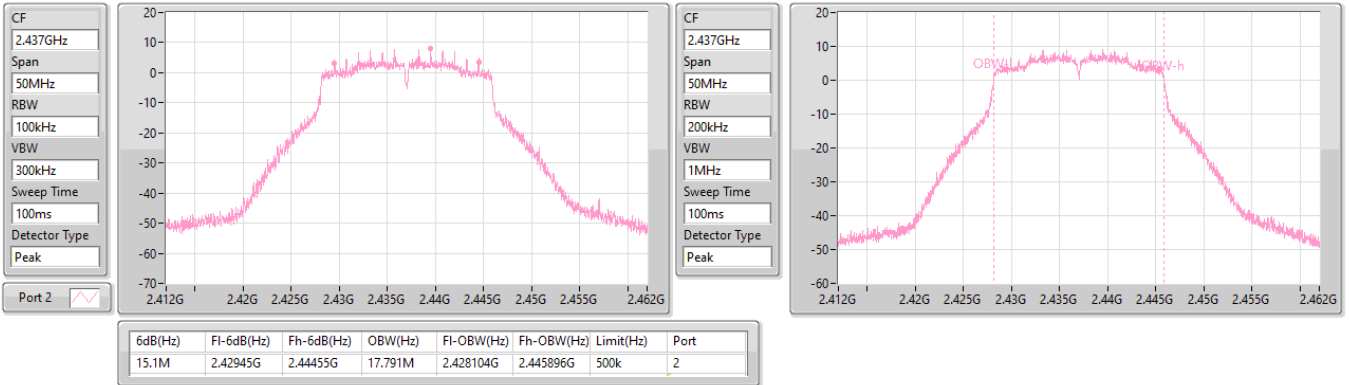 CF
2.437GHz
Span
50MHz
RBW
100kHz
VBW
300kHz
Sweep Time
100ms
Detector Type
Peak
Port 2
20
10
0
-10
-20
-30
-40
-50
-60
-70
2.412G 2.42G 2.425G 2.43G 2.435G 2.44G 2.445G 2.45G 2.455G 2.462G
CF
2.437GHz
Span
50MHz
RBW
200kHz
VBW
1MHz
Sweep Time
100ms
Detector Type
Peak
20
10
0
-10
-20
-30
-40
-50
-60
OBW-l OBW-h
2.412G 2.42G 2.425G 2.43G 2.435G 2.44G 2.445G 2.45G 2.455G 2.462G
6dB(Hz) Fl-6dB(Hz) Fh-6dB(Hz) OBW(Hz) Fl-OBW(Hz) Fh-OBW(Hz) Limit(Hz) Port
15.1M 2.42945G 2.44455G 17.791M 2.428104G 2.445896G 500k 2